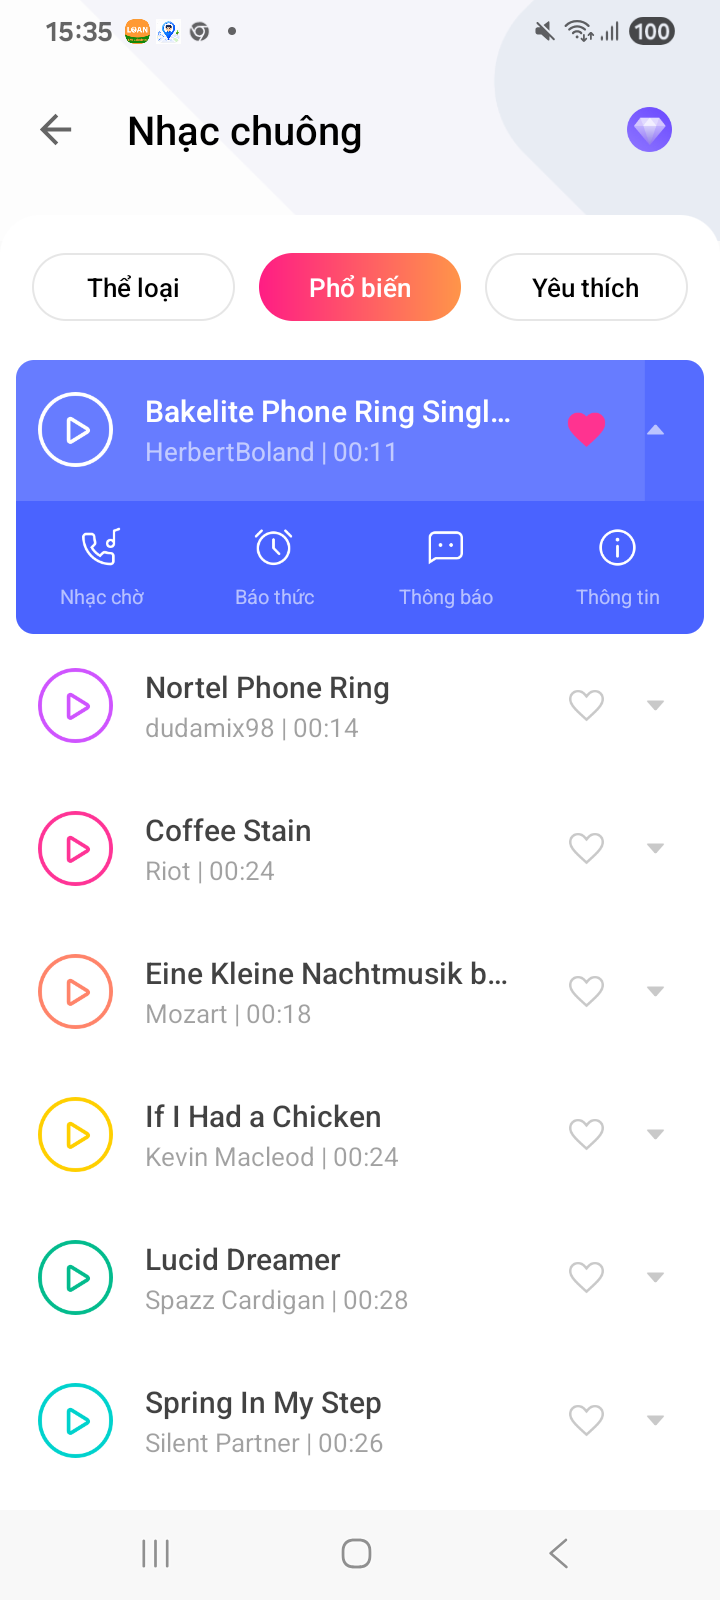 15:35
LOAN
100
Nhạc chuông
Thể loại
Phổ biến
Yêu thích
Bakelite Phone Ring Singl...
HerbertBoland | 00:11
Nhạc chờ
Báo thức
Thông báo
Thông tin
Nortel Phone Ring
dudamix98 | 00:14
Coffee Stain
Riot | 00:24
Eine Kleine Nachtmusik b...
Mozart | 00:18
If I Had a Chicken
Kevin Macleod | 00:24
Lucid Dreamer
Spazz Cardigan | 00:28
Spring In My Step
Silent Partner | 00:26